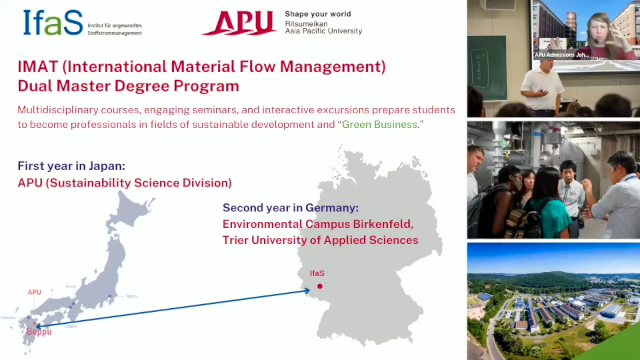 IfaS
Institut für angewandtes
Stoffstrommanagement
APU
Shape your world
Ritsumeikan
Asia Pacific University
IMAT (International Material Flow Management)
Dual Master Degree Program
Multidisciplinary courses, engaging seminars, and interactive excursions prepare students
to become professionals in fields of sustainable development and “Green Business.”
First year in Japan:
APU (Sustainability Science Division)
Second year in Germany:
Environmental Campus Birkenfeld,
Trier University of Applied Sciences
IfaS
APU
Beppu
APU Admissions Joh...